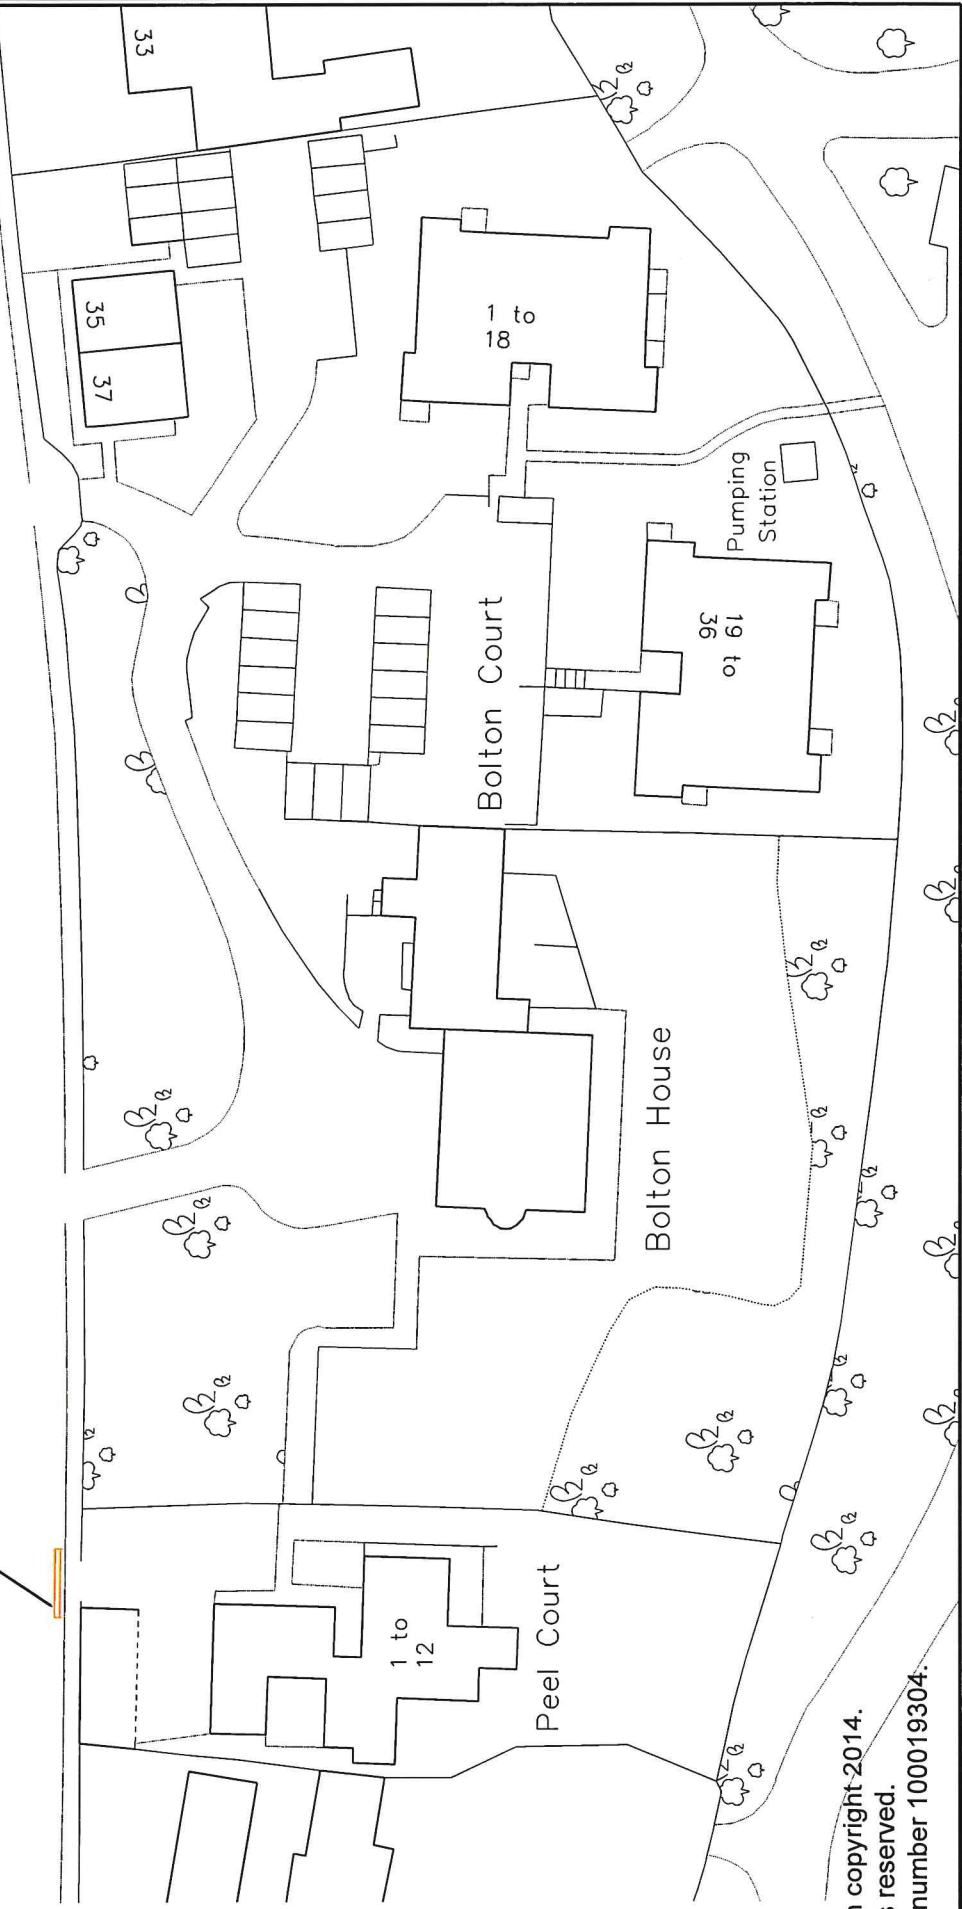 33
35
37
1 to
18
Pumping
Station
19 to
36
Bolton Court
Bolton House
Peel Court
1 to
12
copyright 2014.
reserved.
number 100019304.